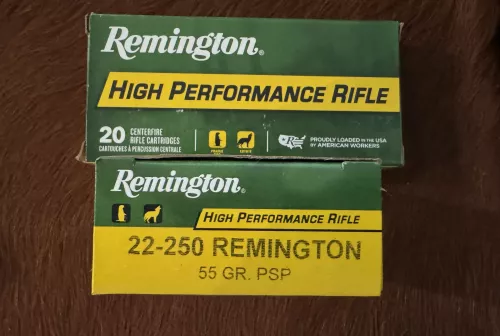 Remington.
HIGH PERFORMANCE RIFLE
20 CENTERFIRE
RIFLE CARTRIDGES
CARTOUCHES À PERCUSSION CENTRALE
COYOTE
PROUDLY LOADED IN THE USA
BY AMERICAN WORKERS
Remington.
HIGH PERFORMANCE RIFLE
22-250 REMINGTON
55 GR. PSP